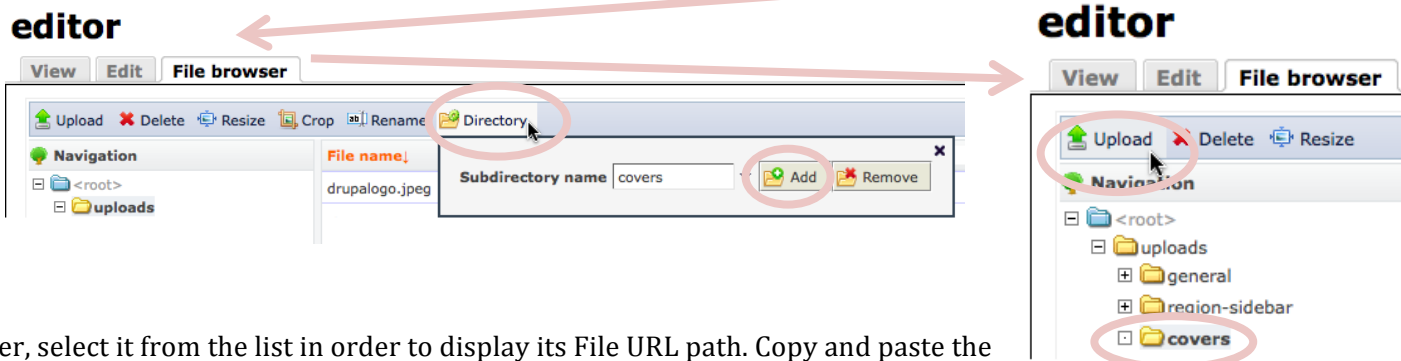 editor
View Edit File browser
Upload Delete Resize Crop Rename Directory
Navigation
File name↓
Subdirectory name covers Add Remove
<root>
drupalogo.jpeg
uploads
editor
View Edit File browser
Upload Delete Resize
Navigation
<root>
uploads
general
region-sidebar
covers
er, select it from the list in order to display its File URL path. Copy and paste the